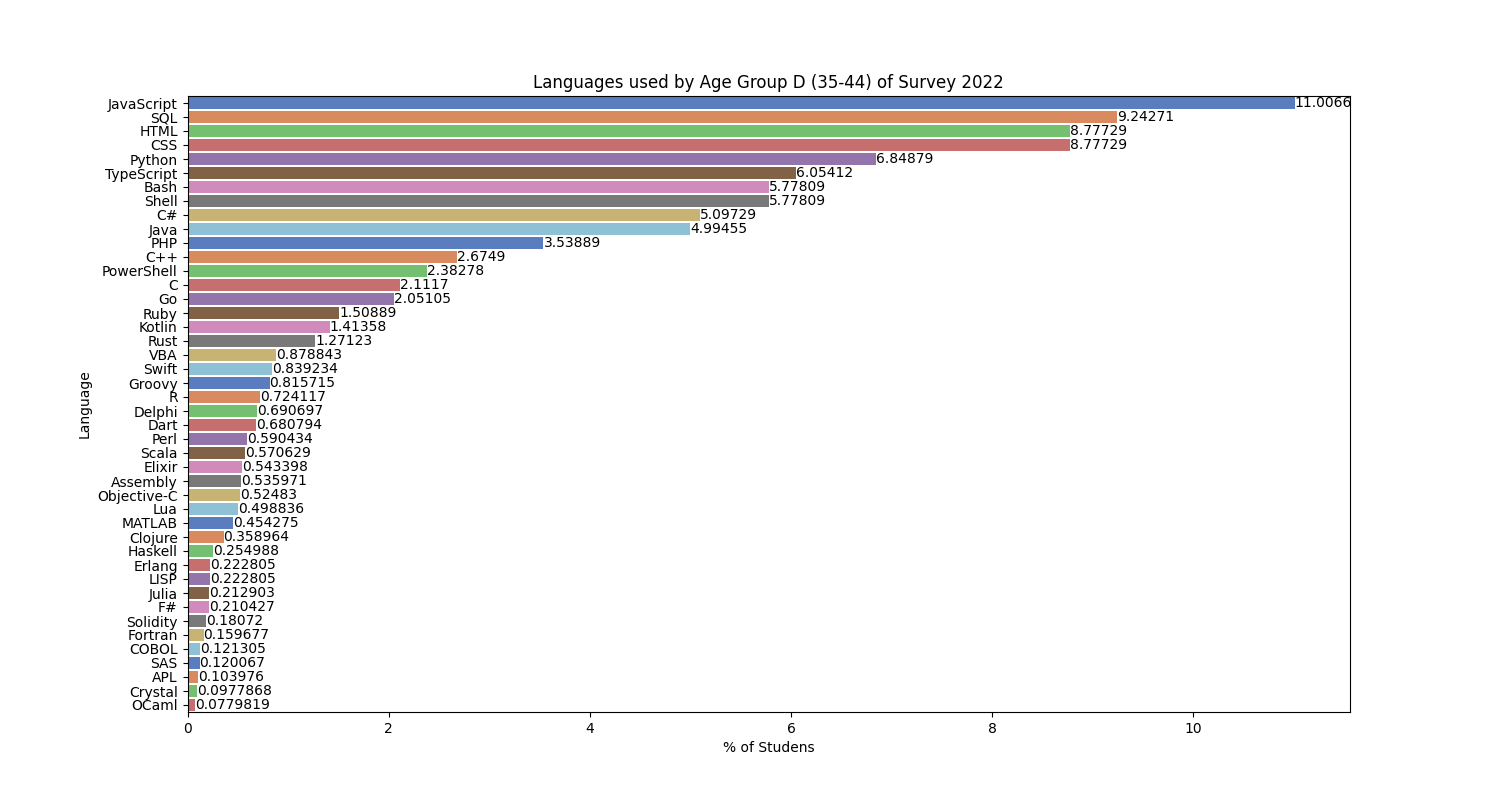 Languages used by Age Group D (35-44) of Survey 2022
JavaScript 11.0066
SQL 9.24271
HTML 8.77729
CSS 8.77729
Python 6.84879
TypeScript 6.05412
Bash 5.77809
Shell 5.77809
C# 5.09729
Java 4.99455
PHP 3.53889
C++ 2.6749
PowerShell 2.38278
C 2.1117
Go 2.05105
Ruby 1.50889
Kotlin 1.41358
Rust 1.27123
VBA 0.878843
Swift 0.839234
Groovy 0.815715
R 0.724117
Delphi 0.690697
Dart 0.680794
Perl 0.590434
Scala 0.570629
Elixir 0.543398
Assembly 0.535971
Objective-C 0.52483
Lua 0.498836
MATLAB 0.454275
Clojure 0.358964
Haskell 0.254988
Erlang 0.222805
LISP 0.222805
Julia 0.212903
F# 0.210427
Solidity 0.18072
Fortran 0.159677
COBOL 0.121305
SAS 0.120067
APL 0.103976
Crystal 0.0977868
OCaml 0.0779819
Language
0 2 4 6 8 10
% of Studens